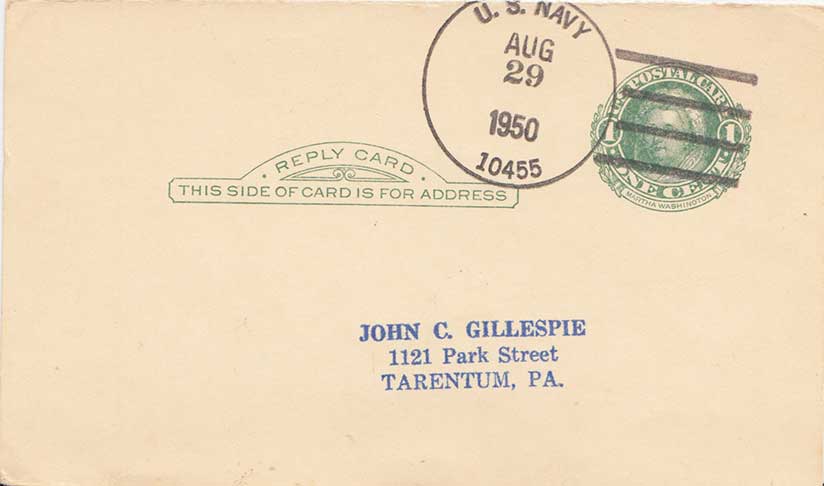 U. S. NAVY
AUG
29
1950
10455
U.S. POSTAL CARD
1 1
ONE CENT
MARTHA WASHINGTON
· REPLY CARD ·
THIS SIDE OF CARD IS FOR ADDRESS
JOHN C. GILLESPIE
1121 Park Street
TARENTUM, PA.